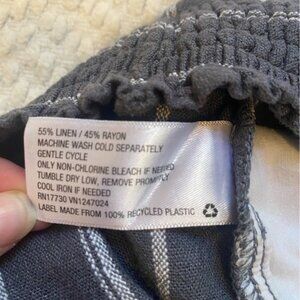 55% LINEN / 45% RAYON
MACHINE WASH COLD SEPARATELY
GENTLE CYCLE
ONLY NON-CHLORINE BLEACH IF NEEDED
TUMBLE DRY LOW, REMOVE PROMPTLY
COOL IRON IF NEEDED
RN17730 VN1247024
LABEL MADE FROM 100% RECYCLED PLASTIC